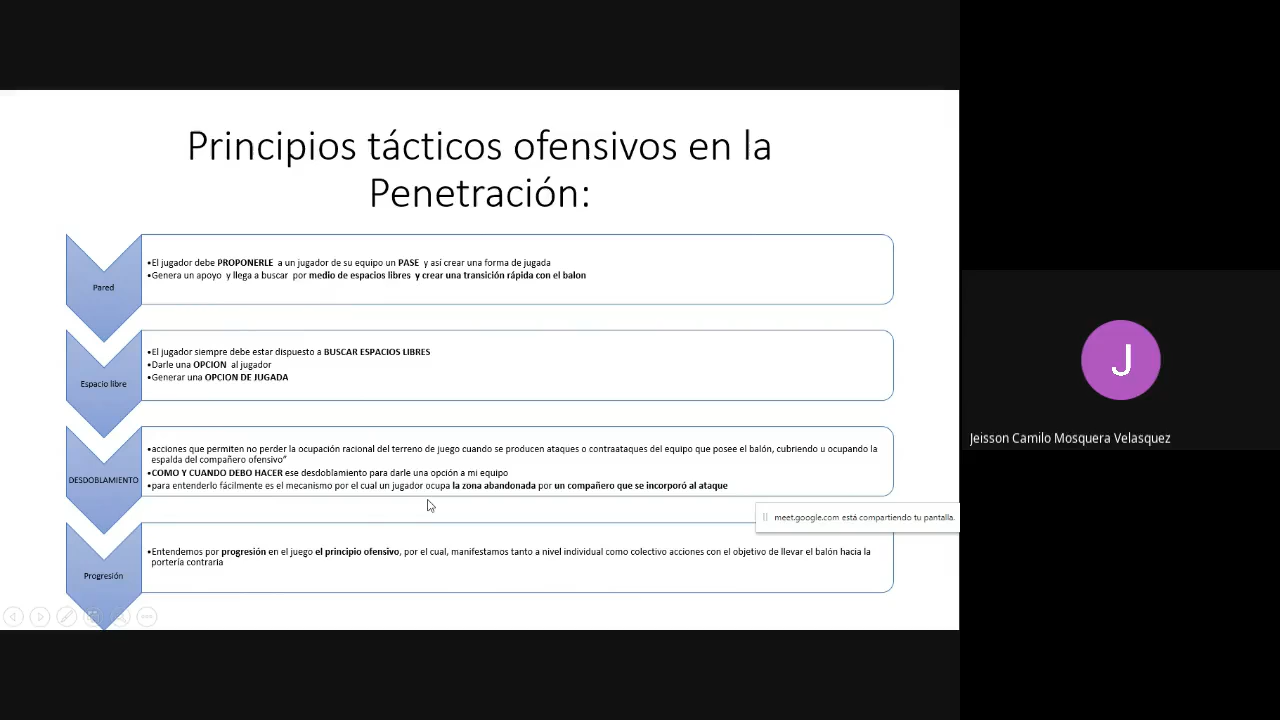 Principios tácticos ofensivos en la
Penetración:
Pared
•El jugador debe PROPONERLE a un jugador de su equipo un PASE y así crear una forma de jugada
•Genera un apoyo y llega a buscar por medio de espacios libres y crear una transición rápida con el balon
Espacio libre
•El jugador siempre debe estar dispuesto a BUSCAR ESPACIOS LIBRES
•Darle una OPCION al jugador
•Generar una OPCION DE JUGADA
DESDOBLAMIENTO
•acciones que permiten no perder la ocupación racional del terreno de juego cuando se producen ataques o contraataques del equipo que posee el balón, cubriendo u ocupando la
espalda del compañero ofensivo"
•COMO Y CUANDO DEBO HACER ese desdoblamiento para darle una opción a mi equipo
•para entenderlo fácilmente es el mecanismo por el cual un jugador ocupa la zona abandonada por un compañero que se incorporó al ataque
Progresión
•Entendemos por progresión en el juego el principio ofensivo, por el cual, manifestamos tanto a nivel individual como colectivo acciones con el objetivo de llevar el balón hacia la
portería contraria
meet.google.com está compartiendo tu pantalla.
J
Jeisson Camilo Mosquera Velasquez